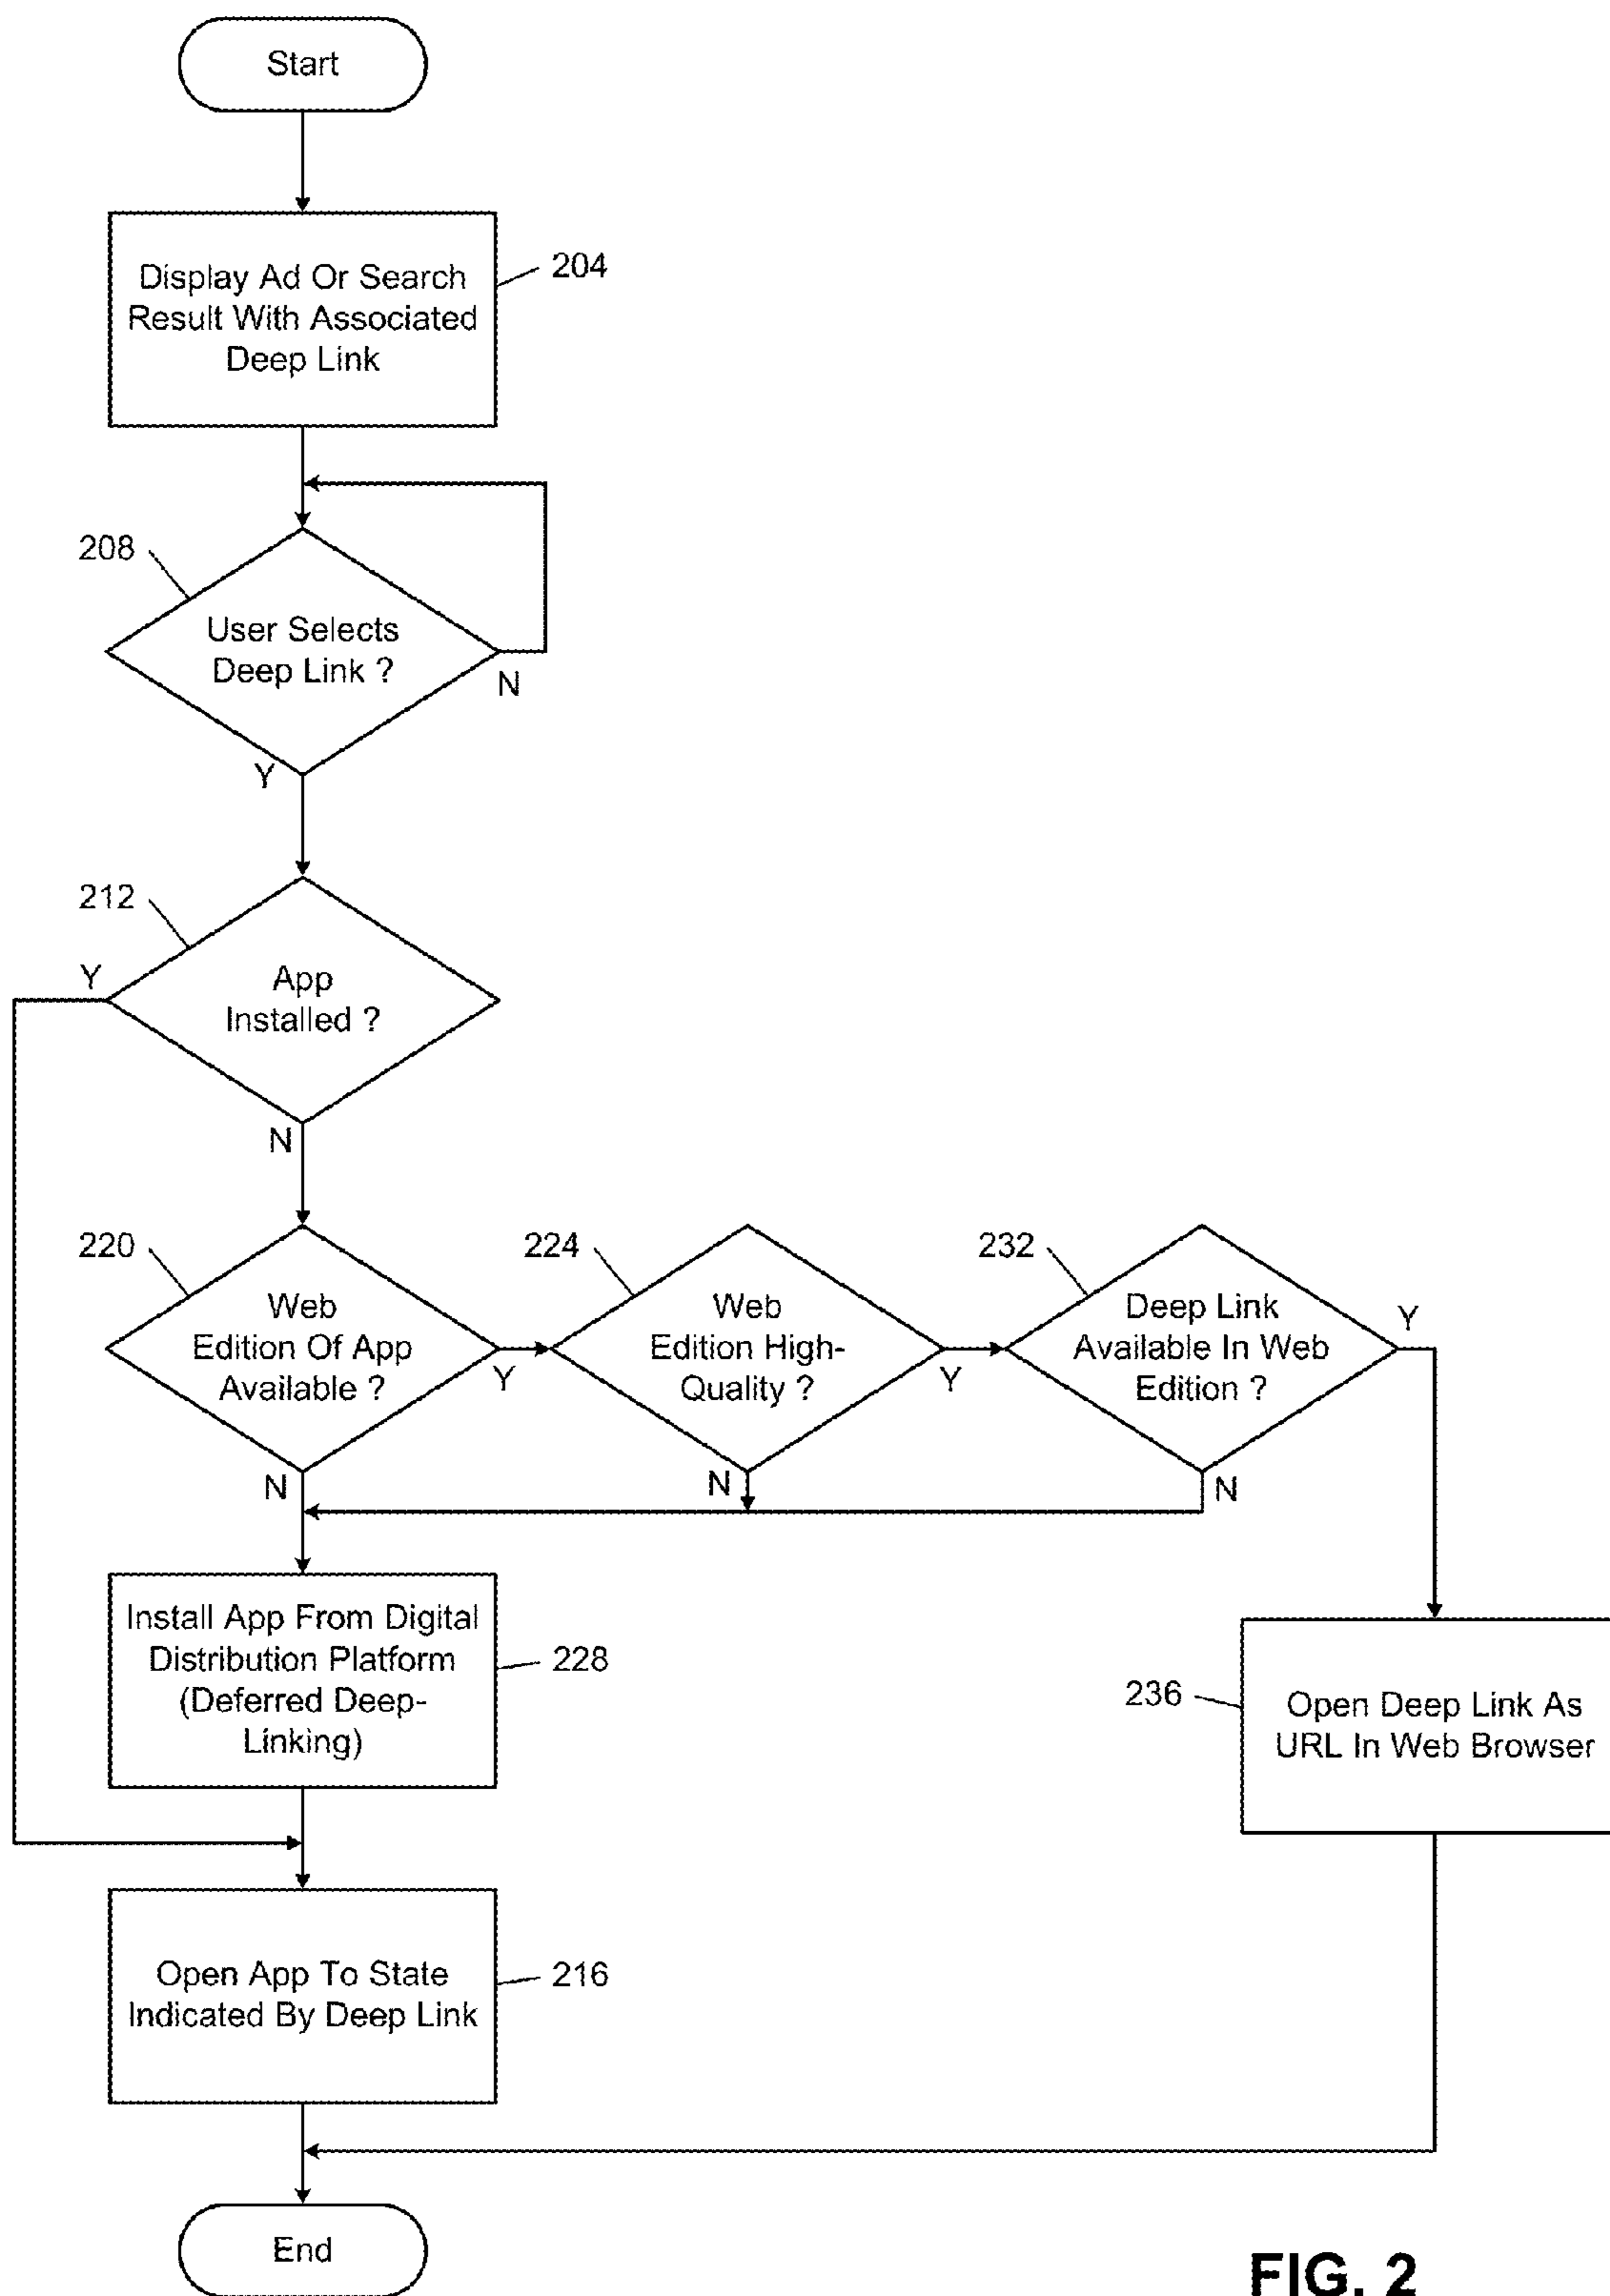 Start
Display Ad Or Search
Result With Associated
Deep Link
204
208
User Selects
Deep Link ?
N
Y
212
Y
App
Installed ?
N
220
Web
Edition Of App
Available ?
Y
N
224
Web
Edition High-
Quality ?
Y
N
232
Deep Link
Available In Web
Edition ?
Y
N
Install App From Digital
Distribution Platform
(Deferred Deep-
Linking)
228
236
Open Deep Link As
URL In Web Browser
Open App To State
Indicated By Deep Link
216
End
FIG. 2